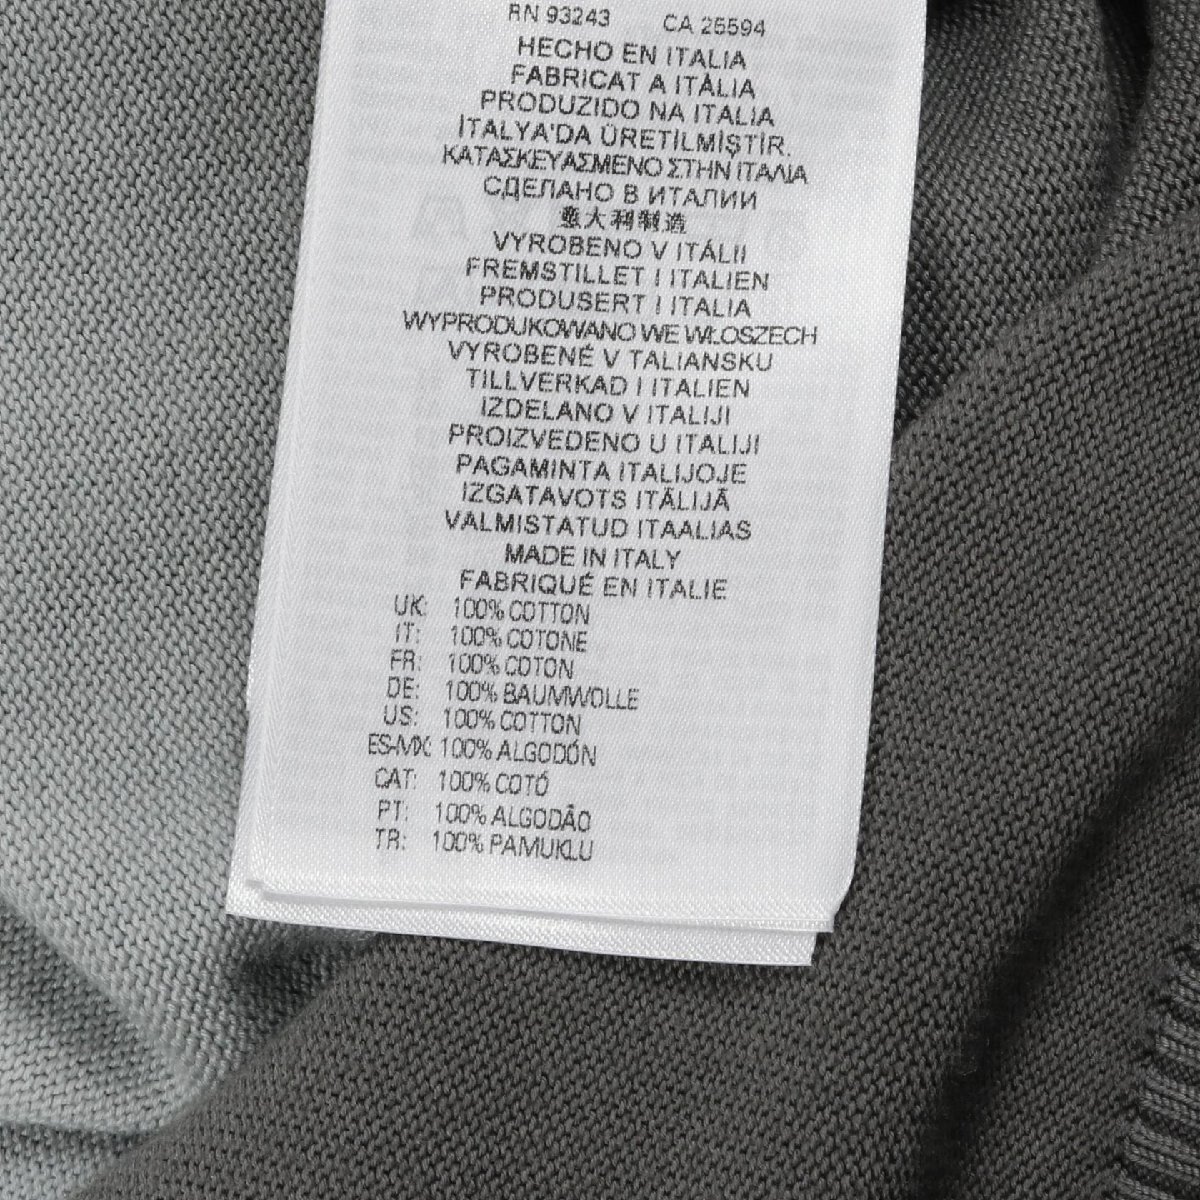 RN 93243 CA 25594
HECHO EN ITALIA
FABRICAT A ITÀLIA
PRODUZIDO NA ITALIA
İTALYA'DA ÜRETİLMİŞTİR.
ΚΑΤΑΣΚΕΥΑΣΜΕΝΟ ΣΤΗΝ ΙΤΑΛΙΑ
СДЕЛАНО В ИТАЛИИ
意大利制造
VYROBENO V ITÁLII
FREMSTILLET I ITALIEN
PRODUSERT I ITALIA
WYPRODUKOWANO WE WŁOSZECH
VYROBENÉ V TALIANSKU
TILLVERKAD I ITALIEN
IZDELANO V ITALIJI
PROIZVEDENO U ITALIJI
PAGAMINTA ITALIJOJE
IZGATAVOTS ITĀLIJĀ
VALMISTATUD ITAALIAS
MADE IN ITALY
FABRIQUÉ EN ITALIE
UK: 100% COTTON
IT: 100% COTONE
FR: 100% COTON
DE: 100% BAUMWOLLE
US: 100% COTTON
ES-MX: 100% ALGODÓN
CAT: 100% COTÓ
PT: 100% ALGODÃO
TR: 100% PAMUKLU